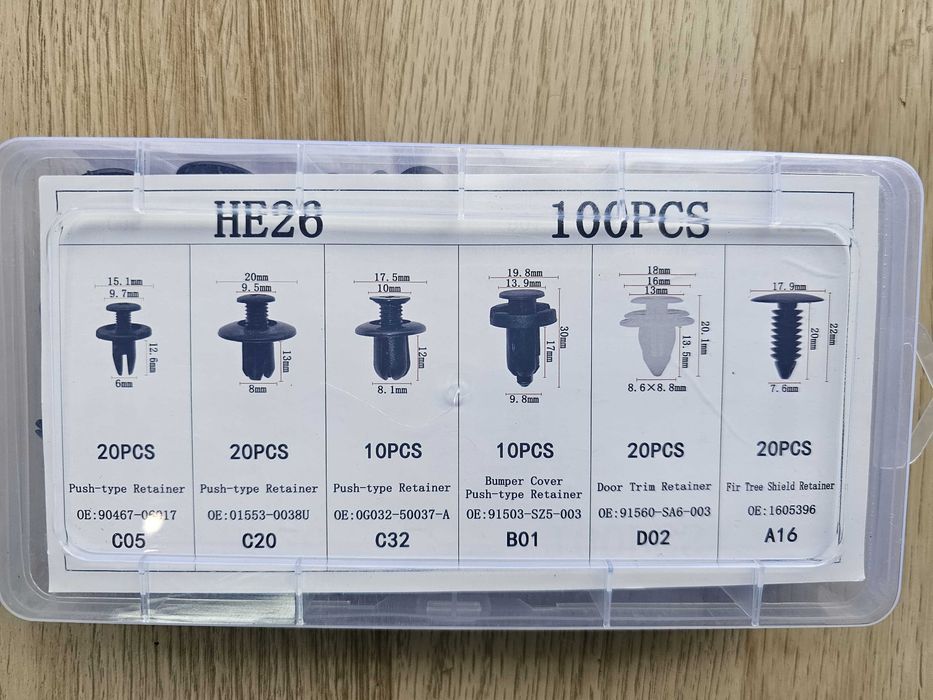 HE26 100PCS
15.1mm
9.7mm
12.6mm
6mm
20PCS
Push-type Retainer
C05
20mm
9.5mm
13mm
8mm
20PCS
Push-type Retainer
OE:01553-0038U
C20
17.5mm
10mm
12mm
8.1mm
10PCS
Push-type Retainer
OE:0G032-50037-A
C32
19.8mm
13.9mm
30mm
17mm
9.8mm
10PCS
Bumper Cover
Push-type Retainer
OE:91503-SZ5-003
B01
18mm
16mm
13mm
20.1mm
13.5mm
8.6×8.8mm
20PCS
Door Trim Retainer
OE:91560-SA6-003
D02
17.9mm
22mm
20mm
7.6mm
20PCS
Fir Tree Shield Retainer
OE:1605396
A16